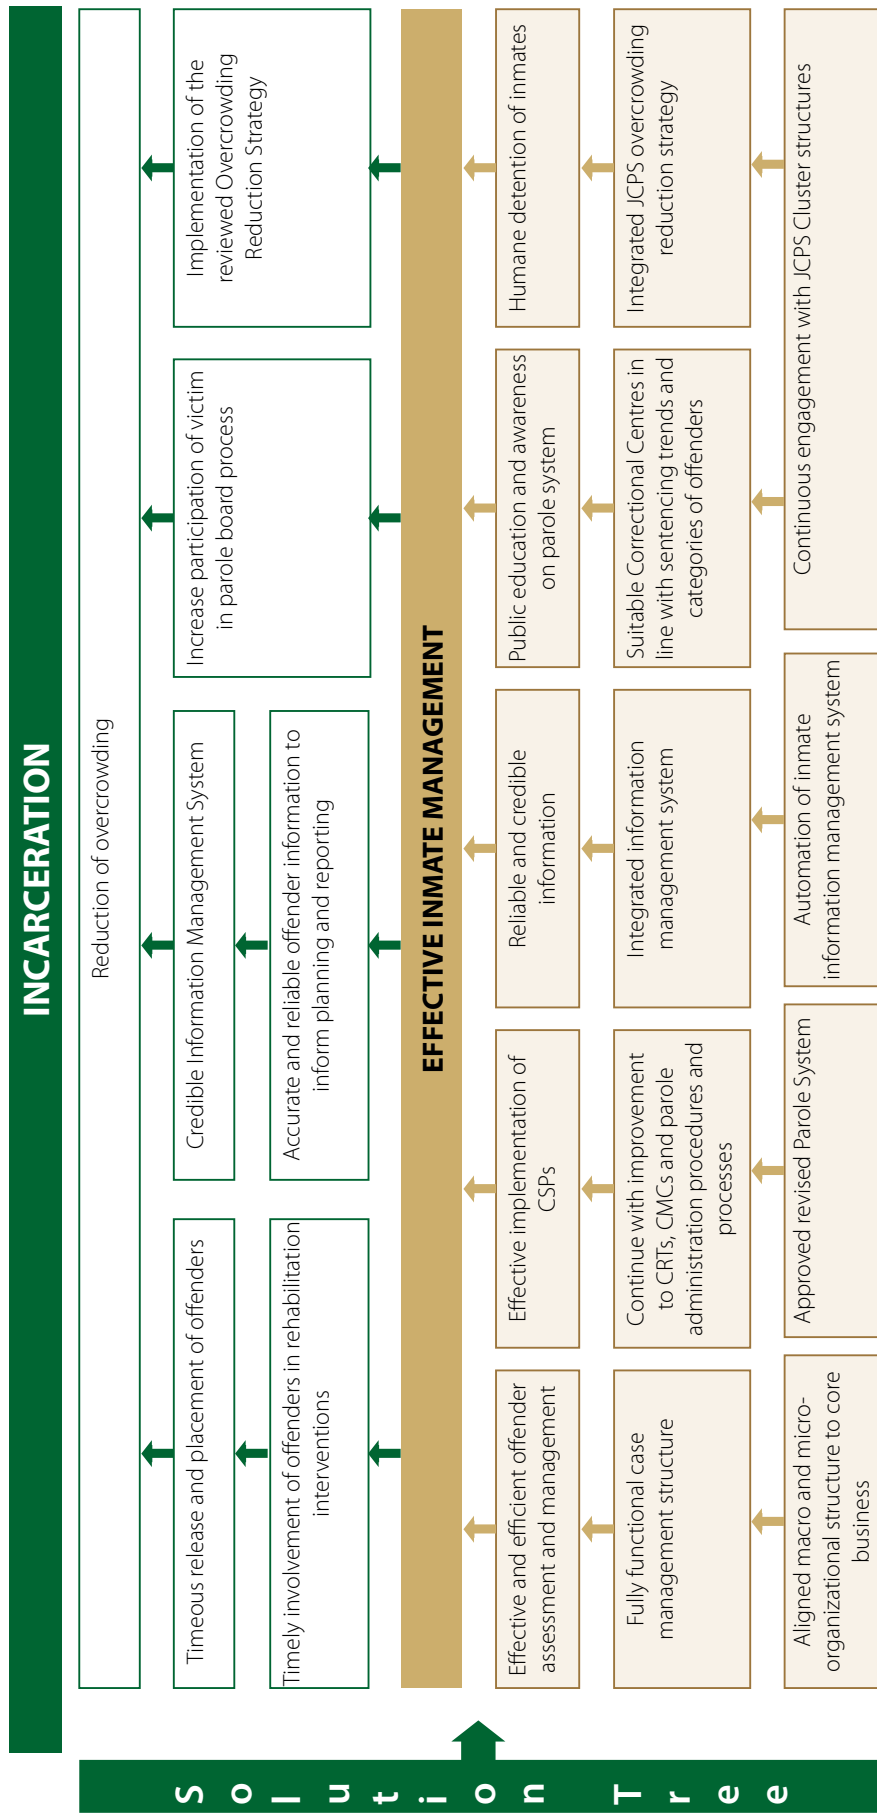 INCARCERATION
Reduction of overcrowding
Timeous release and placement of offenders
Credible Information Management System
Increase participation of victim
in parole board process
Implementation of the
reviewed Overcrowding
Reduction Strategy
Timely involvement of offenders in rehabilitation
interventions
Accurate and reliable offender information to
inform planning and reporting
EFFECTIVE INMATE MANAGEMENT
Effective and efficient offender
assessment and management
Effective implementation of
CSPs
Reliable and credible
information
Public education and awareness
on parole system
Humane detention of inmates
Fully functional case
management structure
Continue with improvement
to CRTs, CMCs and parole
administration procedures and
processes
Integrated information
management system
Suitable Correctional Centres in
line with sentencing trends and
categories of offenders
Integrated JCPS overcrowding
reduction strategy
Aligned macro and micro-
organizational structure to core
business
Approved revised Parole System
Automation of inmate
information management system
Continuous engagement with JCPS Cluster structures
Solution Tree